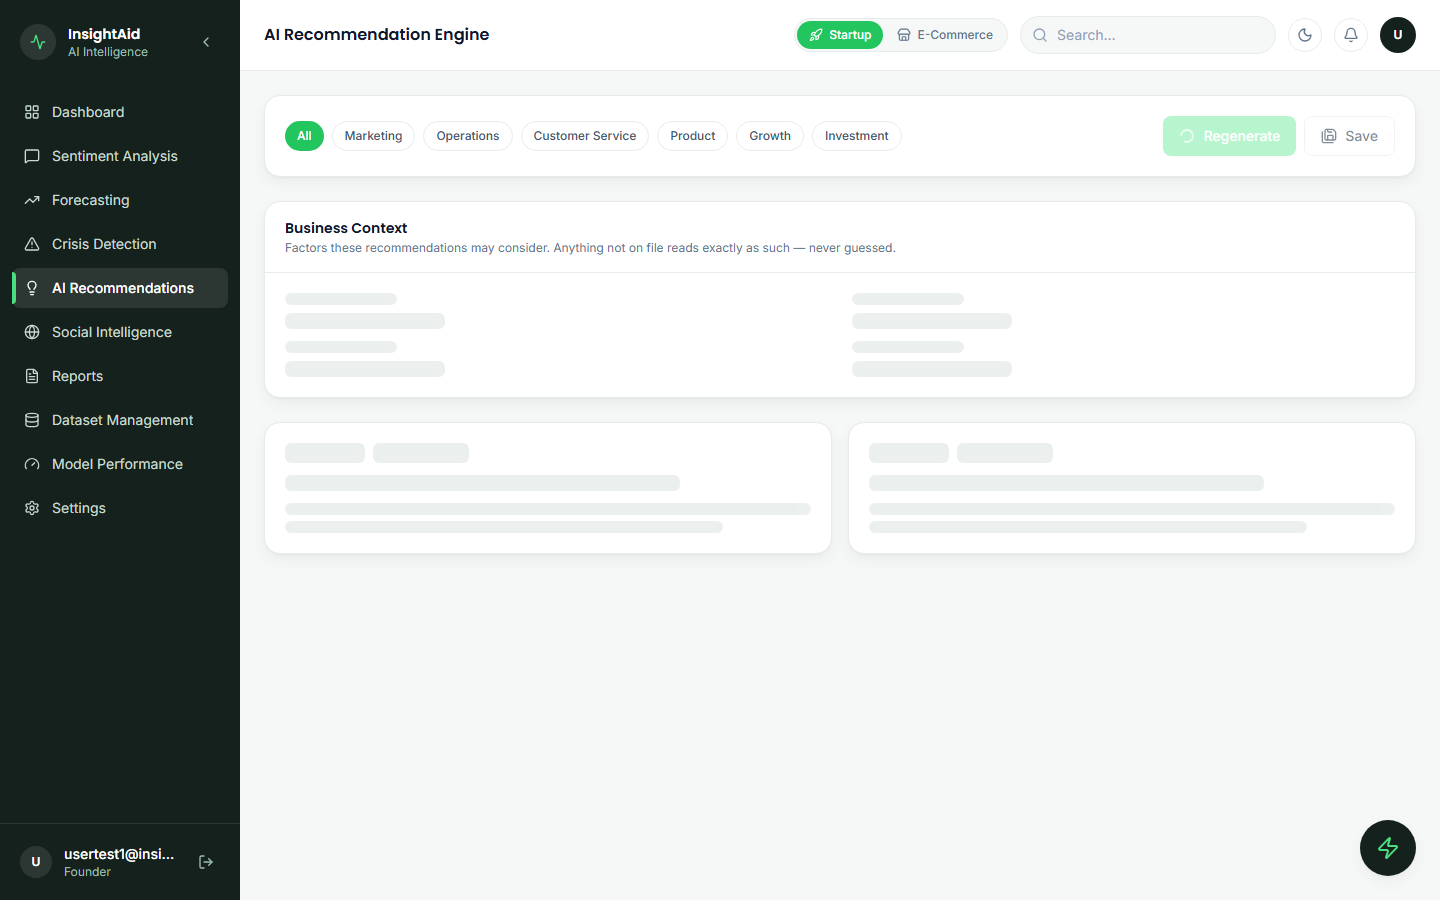 InsightAid
AI Intelligence
Dashboard
Sentiment Analysis
Forecasting
Crisis Detection
AI Recommendations
Social Intelligence
Reports
Dataset Management
Model Performance
Settings
U
usertest1@insi...
Founder
AI Recommendation Engine
Startup
E-Commerce
Search...
U
All
Marketing
Operations
Customer Service
Product
Growth
Investment
Regenerate
Save
Business Context
Factors these recommendations may consider. Anything not on file reads exactly as such — never guessed.